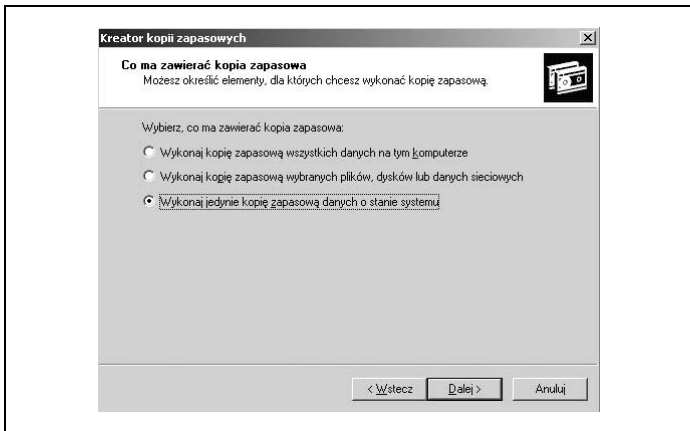 Kreator kopii zapasowych
Co ma zawierać kopia zapasowa
Możesz określić elementy, dla których chcesz wykonać kopię zapasową.
Wybierz, co ma zawierać kopia zapasowa:
Wykonaj kopię zapasową wszystkich danych na tym komputerze
Wykonaj kopię zapasową wybranych plików, dysków lub danych sieciowych
Wykonaj jedynie kopię zapasową danych o stanie systemu
< Wstecz Dalej > Anuluj